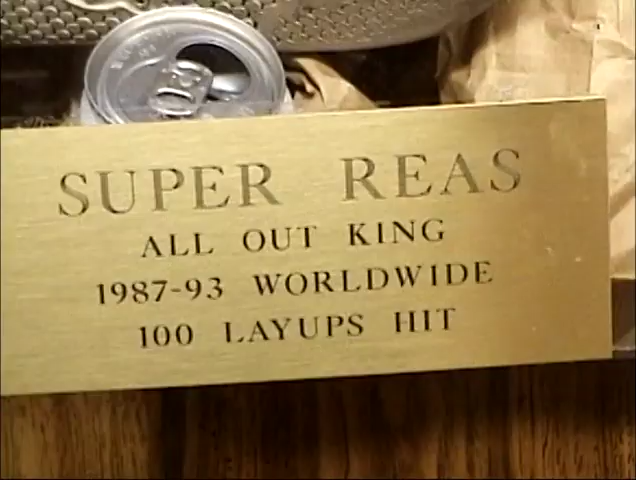 SUPER REAS
ALL OUT KING
1987-93 WORLDWIDE
100 LAYUPS HIT